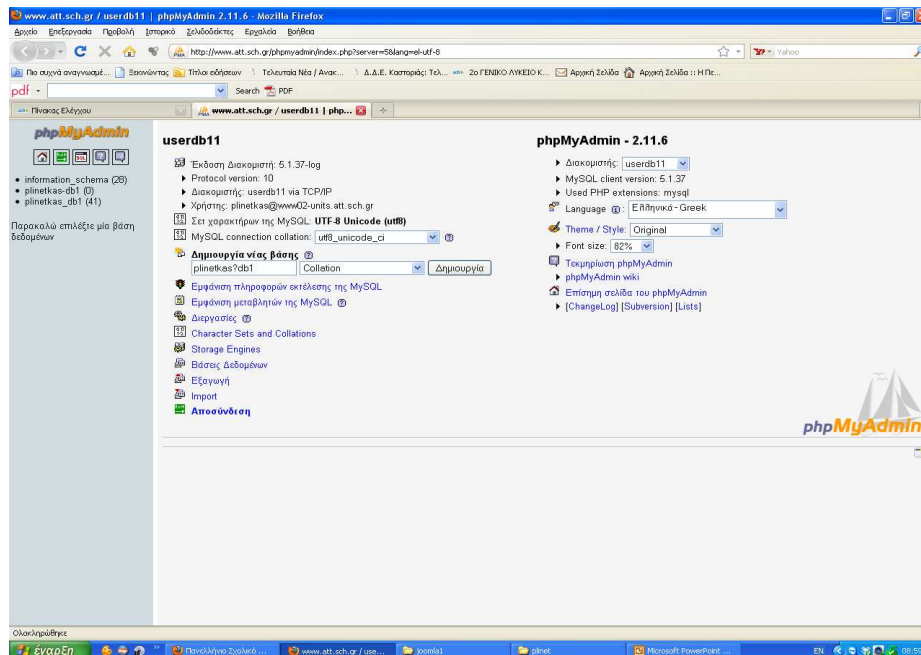 www.att.sch.gr / userdb11 | phpMyAdmin 2.11.6 - Mozilla Firefox
Αρχείο Επεξεργασία Προβολή Ιστορικό Σελιδοδείκτες Εργαλεία Βοήθεια
http://www.att.sch.gr/phpmyadmin/index.php?server=5&lang=el-utf-8
Yahoo
Πιο συχνά αναγνωσμέ... Ξεκινώντας Τίτλοι ειδήσεων Τελευταία Νέα / Ανακ... Δ.Δ.Ε. Καστοριάς: Τελ... 2ο ΓΕΝΙΚΟ ΛΥΚΕΙΟ Κ... Αρχική Σελίδα Αρχική Σελίδα :: Η Πε...
pdf Search PDF
Πίνακας Ελέγχου
www.att.sch.gr / userdb11 | php...
phpMyAdmin
information_schema (28)
plinetkas-db1 (0)
plinetkas_db1 (41)
Παρακαλώ επιλέξτε μία βάση
δεδομένων
userdb11
Έκδοση Διακομιστή: 5.1.37-log
Protocol version: 10
Διακομιστής: userdb11 via TCP/IP
Χρήστης: plinetkas@www02-units.att.sch.gr
Σετ χαρακτήρων της MySQL: UTF-8 Unicode (utf8)
MySQL connection collation: utf8_unicode_ci
Δημιουργία νέας βάσης
plinetkas?db1 Collation Δημιουργία
Εμφάνιση πληροφορών εκτέλεσης της MySQL
Εμφάνιση μεταβλητών της MySQL
Διεργασίες
Character Sets and Collations
Storage Engines
Βάσεις Δεδομένων
Εξαγωγή
Import
Αποσύνδεση
phpMyAdmin - 2.11.6
Διακομιστής: userdb11
MySQL client version: 5.1.37
Used PHP extensions: mysql
Language: Ελληνικά - Greek
Theme / Style: Original
Font size: 82%
Τεκμηρίωση phpMyAdmin
phpMyAdmin wiki
Επίσημη σελίδα του phpMyAdmin
[ChangeLog] [Subversion] [Lists]
phpMyAdmin
Ολοκληρώθηκε
έναρξη Πανελλήνιο Σχολικό ... www.att.sch.gr / use... joomla1 plinet Microsoft PowerPoint ... EN